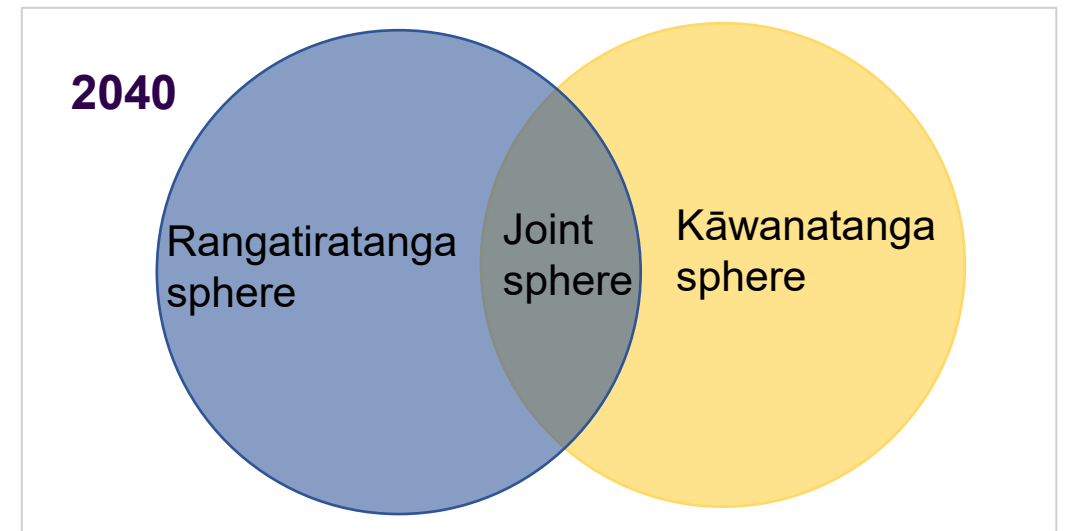 2040
Rangatiratanga
sphere
Joint
sphere
Kāwanatanga
sphere